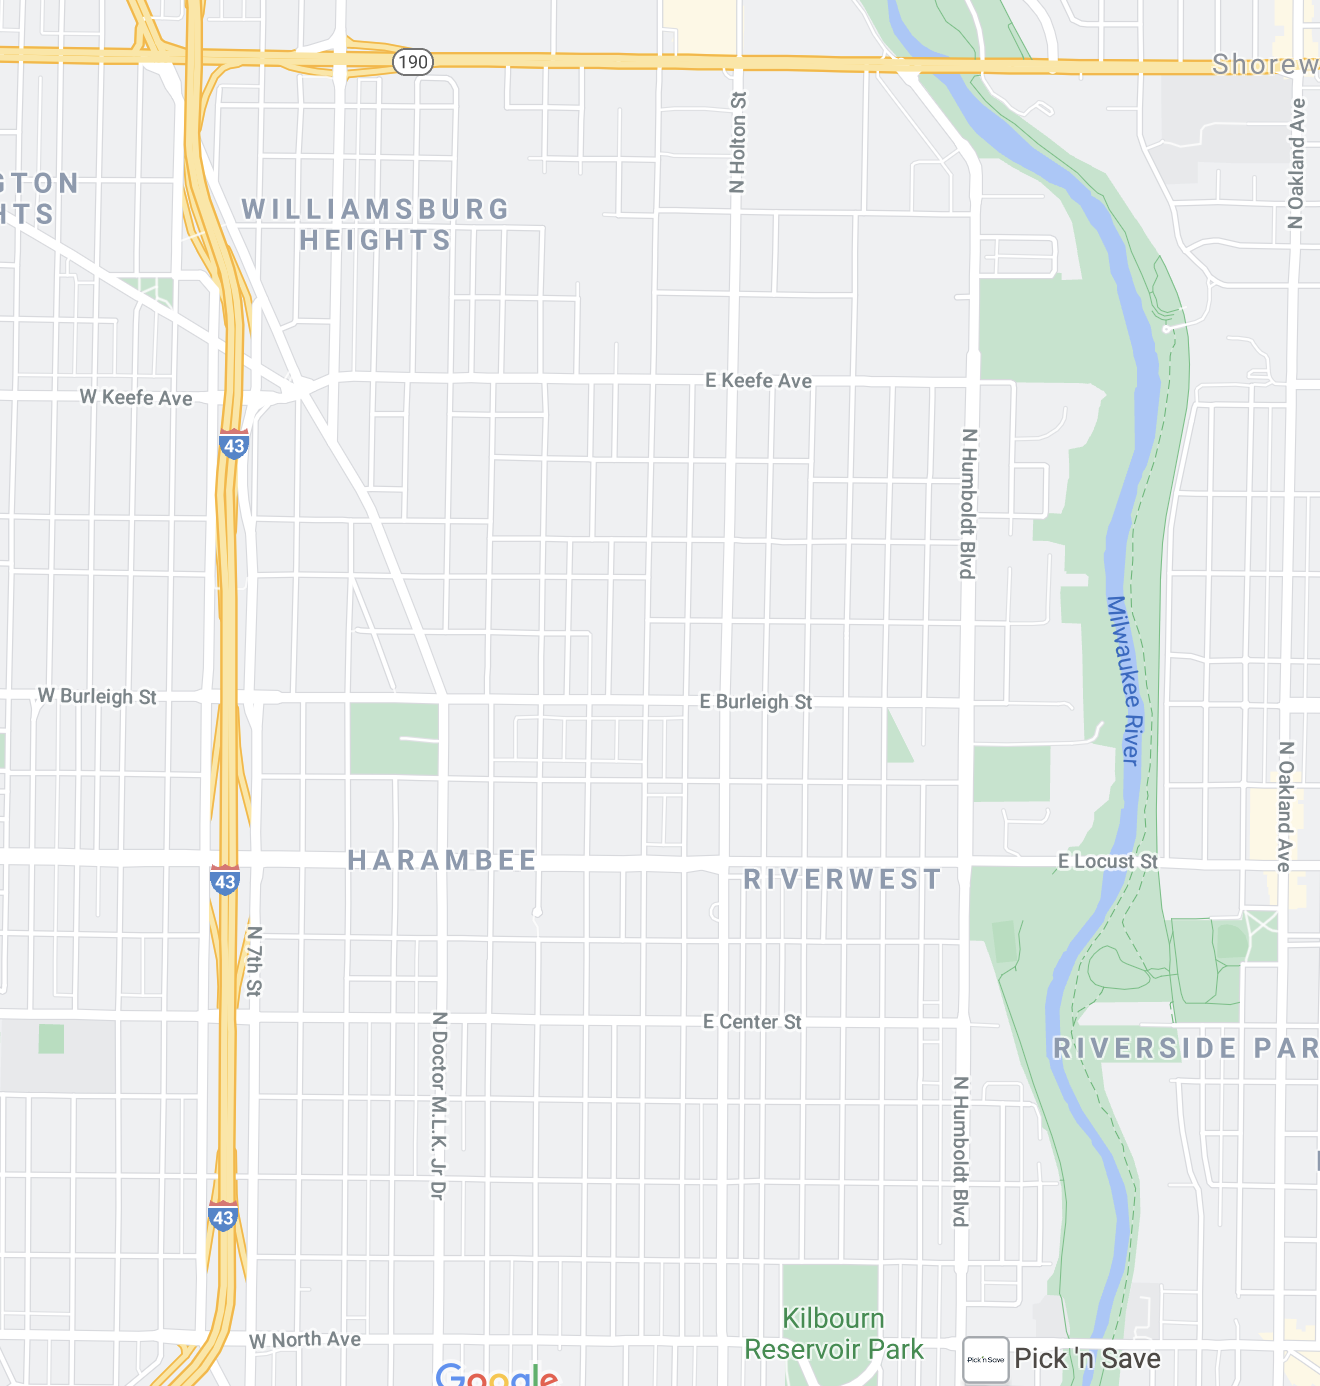 190
Shorew
N Holton St
N Oakland Ave
GTON
HTS
WILLIAMSBURG
HEIGHTS
E Keefe Ave
W Keefe Ave
43
N Humboldt Blvd
Milwaukee River
W Burleigh St
E Burleigh St
N Oakland Ave
HARAMBEE
E Locust St
43
RIVERWEST
N 7th St
E Center St
N Doctor M.L.K. Jr Dr
RIVERSIDE PAR
N Humboldt Blvd
43
Kilbourn
Reservoir Park
W North Ave
Pick 'n Save
Pick 'n Save
Google